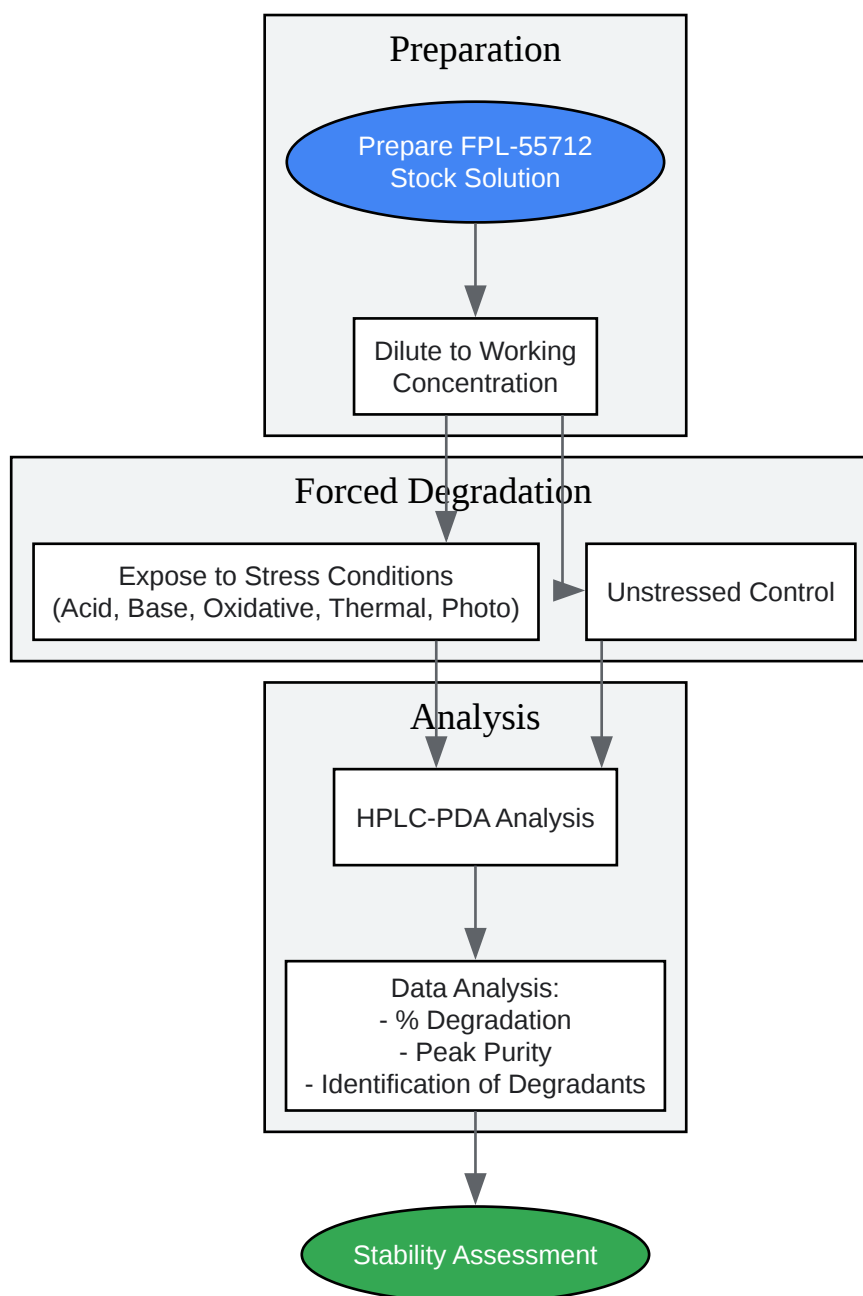 Preparation
Prepare FPL-55712
Stock Solution
Dilute to Working
Concentration
Forced Degradation
Expose to Stress Conditions
(Acid, Base, Oxidative, Thermal, Photo)
Unstressed Control
Analysis
HPLC-PDA Analysis
Data Analysis:
- % Degradation
- Peak Purity
- Identification of Degradants
Stability Assessment